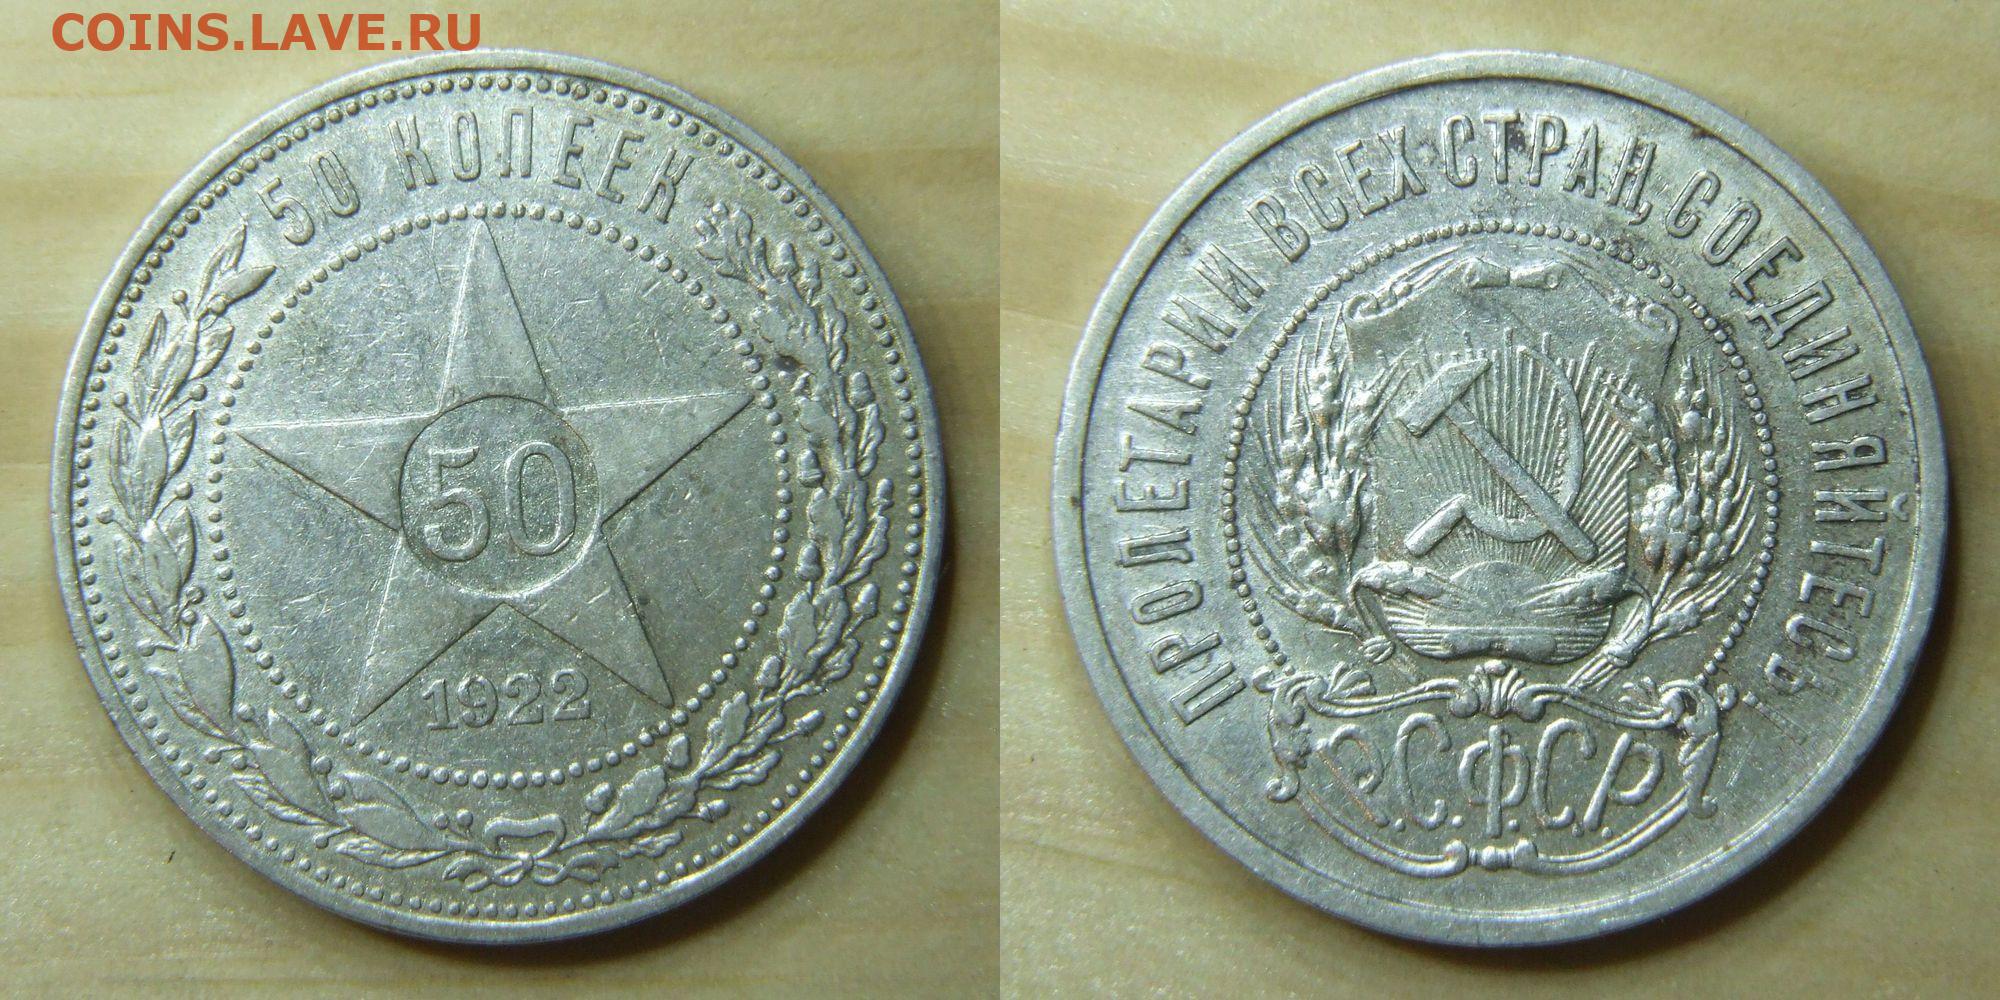 COINS.LAVE.RU
50 КОПЕЕК
50
1922
ПРОЛЕТАРИИ ВСЕХ СТРАН, СОЕДИНЯЙТЕСЬ!
Р.С.Ф.С.Р.